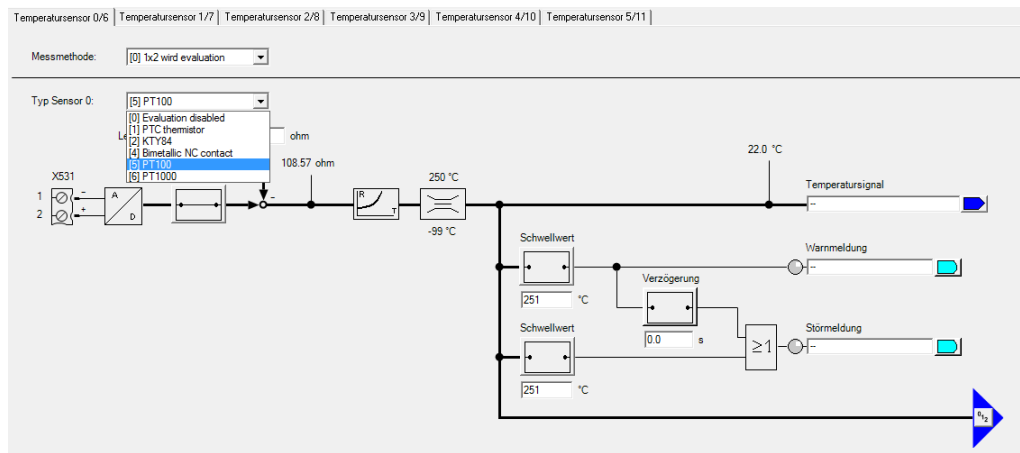 Temperatursensor 0/6 Temperatursensor 1/7 Temperatursensor 2/8 Temperatursensor 3/9 Temperatursensor 4/10 Temperatursensor 5/11
Messmethode: [0] 1x2 wird evaluation
Typ Sensor 0: [5] PT100
[0] Evaluation disabled
[1] PTC thermistor
[2] KTY84
[4] Bimetallic NC contact
[5] PT100
[6] PT1000
ohm
108.57 ohm
22.0 °C
X531
1 −
2 +
A
D
-
IR
T
250 °C
-99 °C
Temperatursignal
--
Schwellwert
251 °C
Warnmeldung
--
Verzögerung
0.0 s
Schwellwert
251 °C
≥1
Störmeldung
--